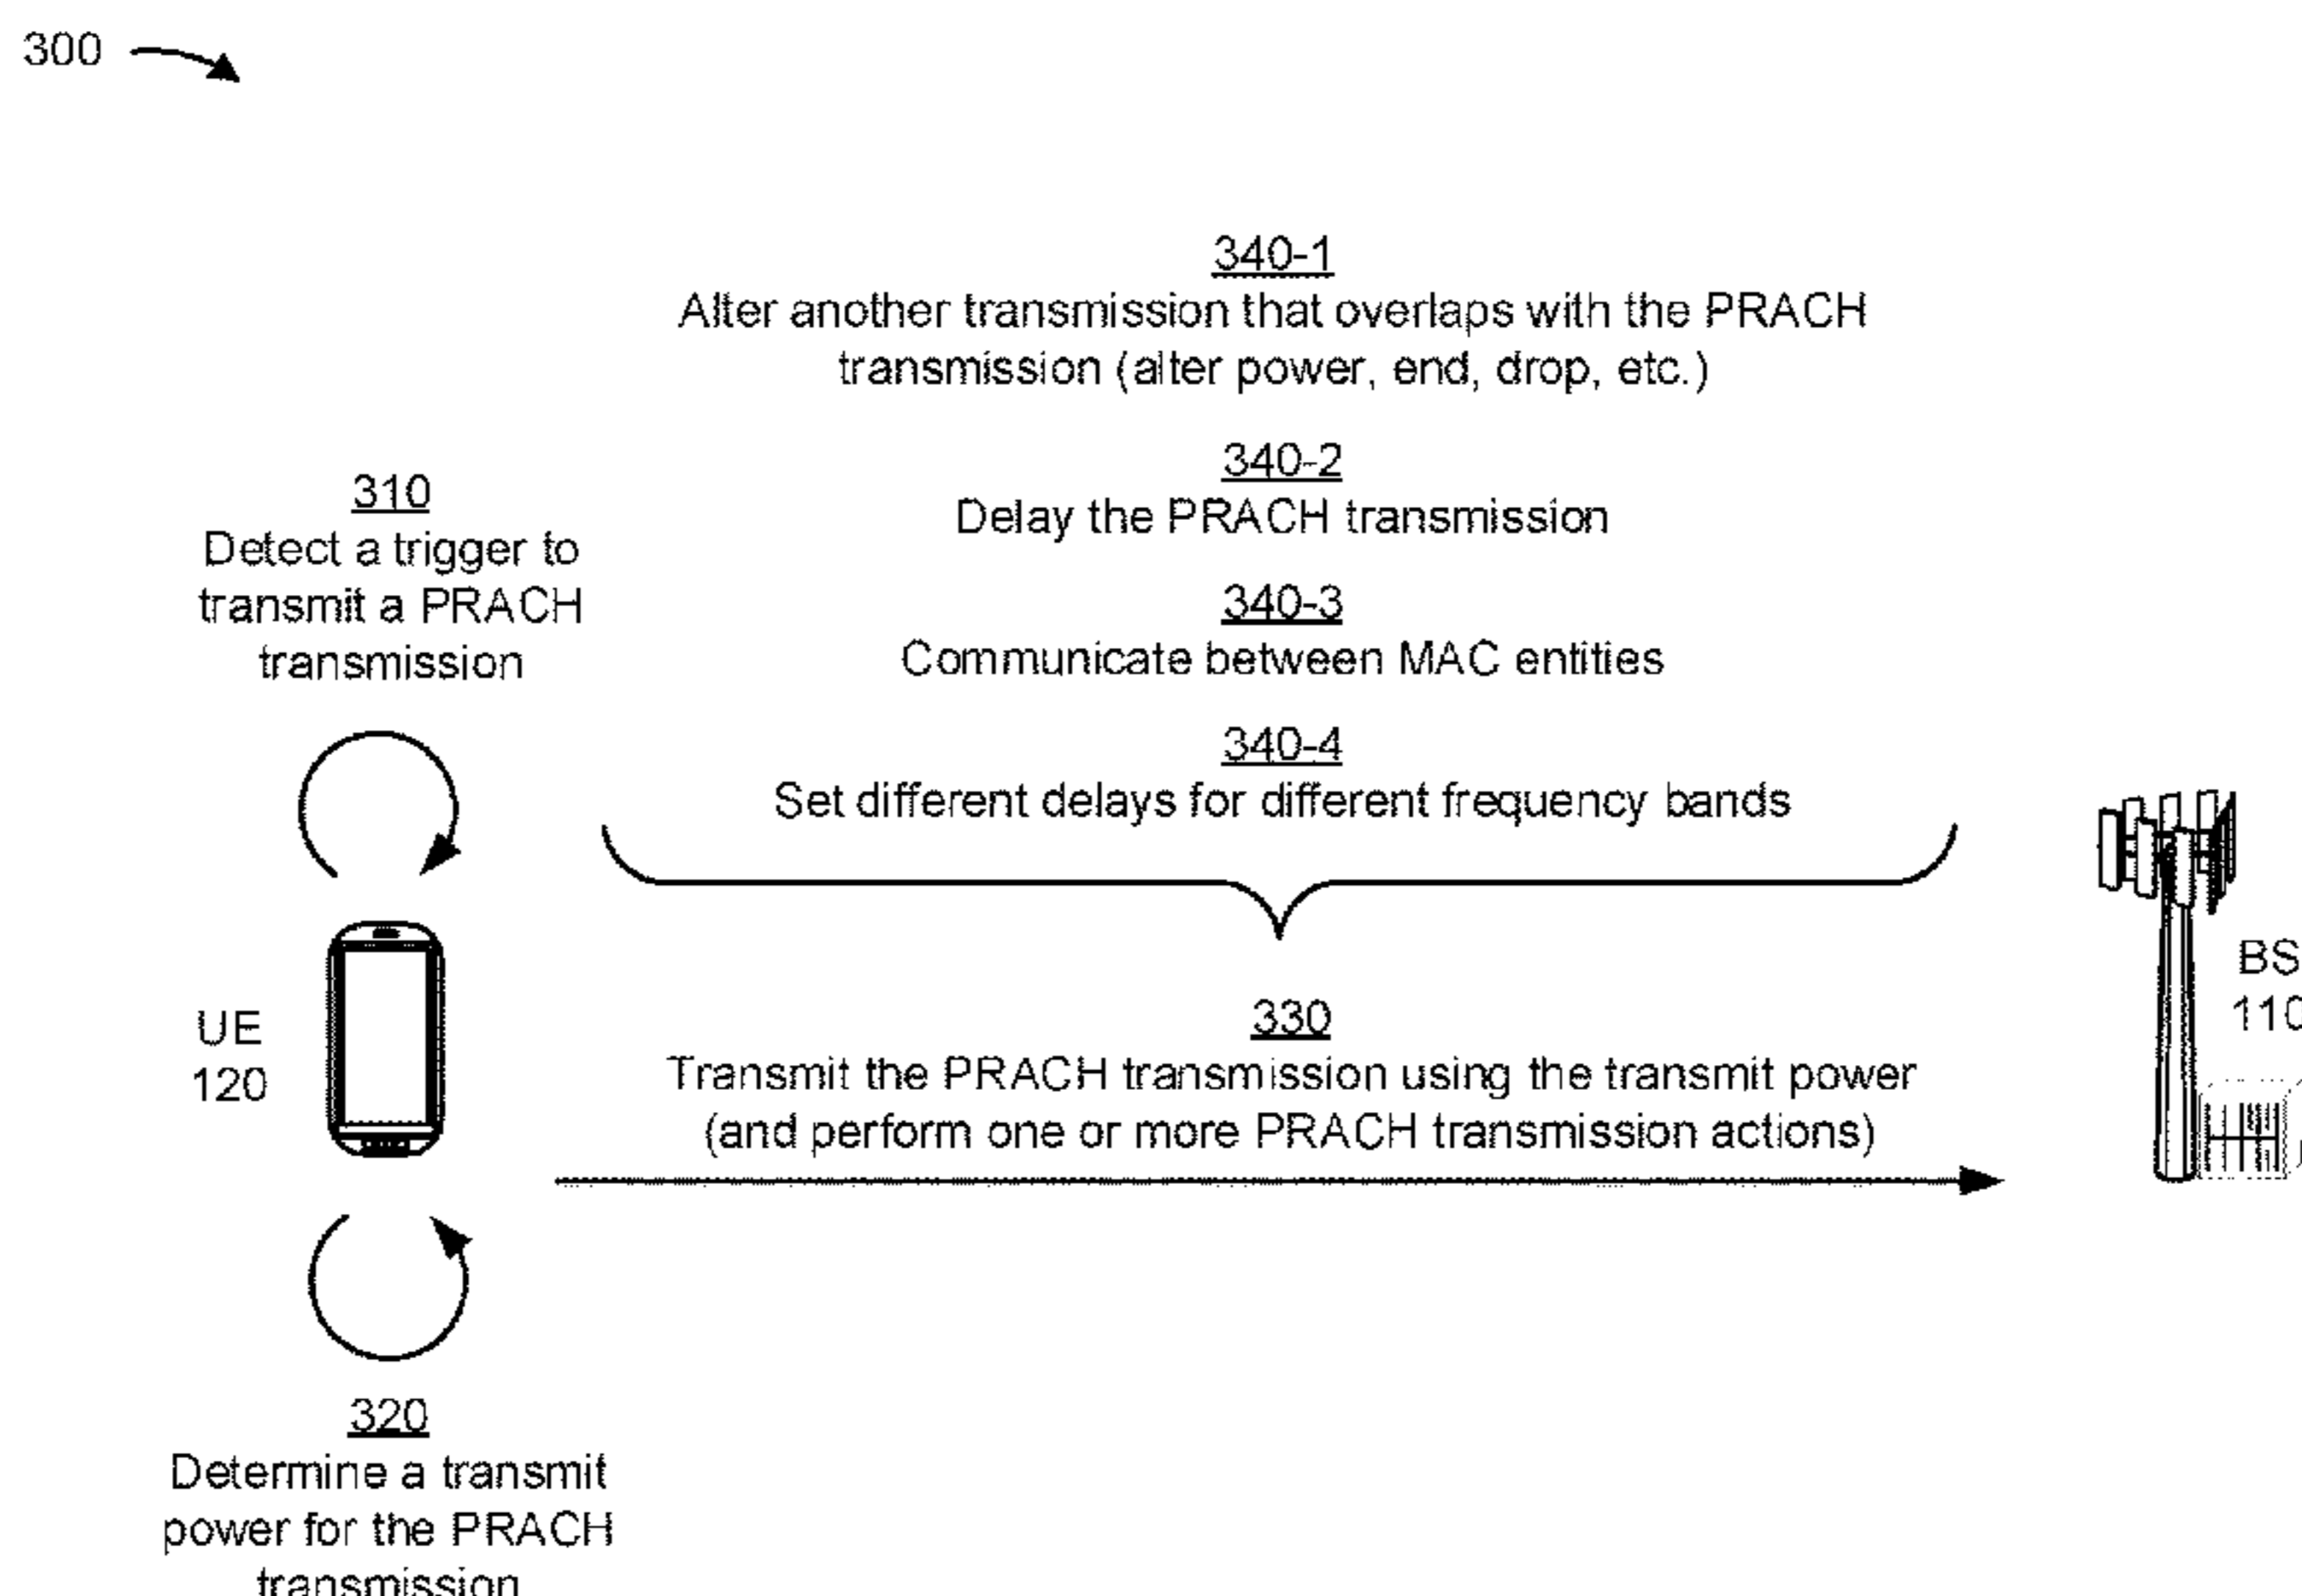 300
340-1
Alter another transmission that overlaps with the PRACH
transmission (alter power, end, drop, etc.)
340-2
Delay the PRACH transmission
340-3
Communicate between MAC entities
340-4
Set different delays for different frequency bands
310
Detect a trigger to
transmit a PRACH
transmission
UE
120
330
Transmit the PRACH transmission using the transmit power
(and perform one or more PRACH transmission actions)
BS
110
320
Determine a transmit
power for the PRACH
transmission